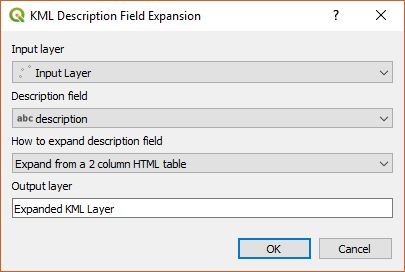 KML Description Field Expansion
Input layer
Input Layer
Description field
abc description
How to expand description field
Expand from a 2 column HTML table
Output layer
Expanded KML Layer
OK Cancel